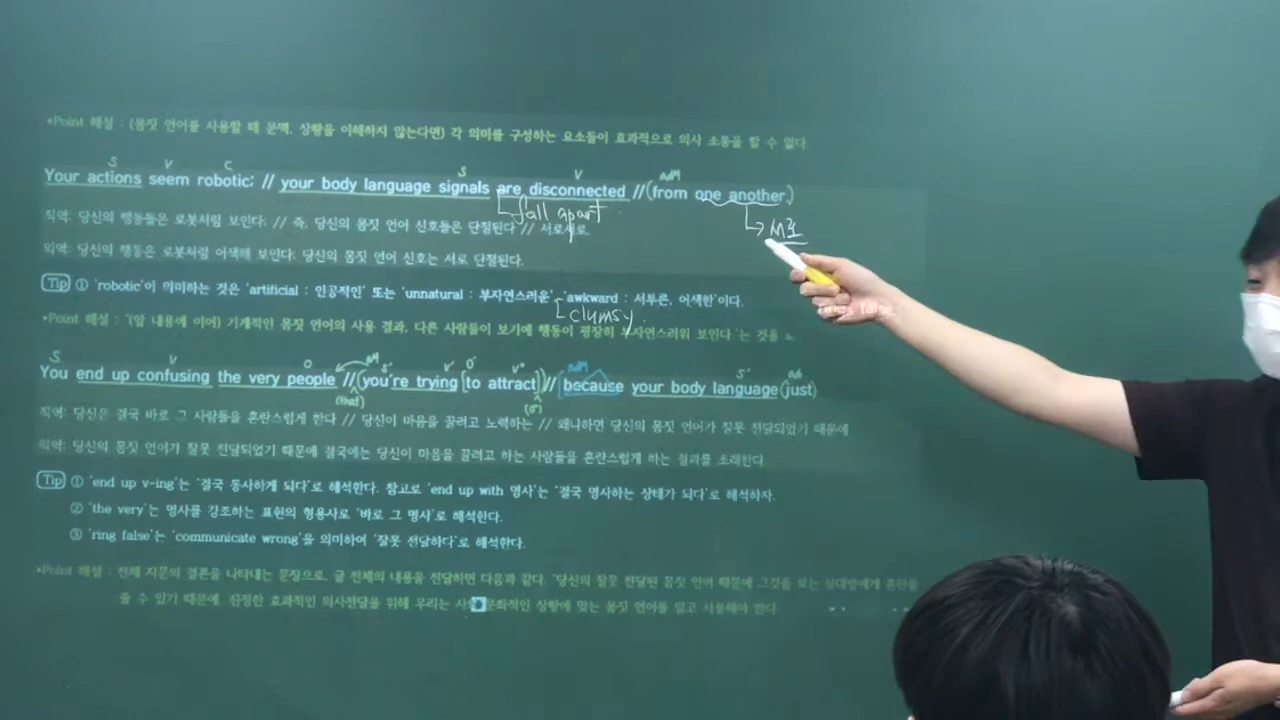 *Point 해설 : (몸짓 언어를 사용할 때 문맥, 상황을 이해하지 않는다면) 각 의미를 구성하는 요소들이 효과적으로 의사 소통을 할 수 없다.
S V C S V adM
Your actions seem robotic; // your body language signals are disconnected //(from one another.)
fall apart
서로
직역: 당신의 행동들은 로봇처럼 보인다: // 즉, 당신의 몸짓 언어 신호들은 단절된다 // 서로서로.
의역: 당신의 행동은 로봇처럼 어색해 보인다: 당신의 몸짓 언어 신호는 서로 단절된다.
Tip ① 'robotic'이 의미하는 것은 'artificial : 인공적인' 또는 'unnatural : 부자연스러운', 'awkward : 서투른, 어색한'이다.
clumsy
*Point 해설 : '(앞 내용에 이어) 기계적인 몸짓 언어의 사용 결과, 다른 사람들이 보기에 행동이 굉장히 부자연스러워 보인다.'는 것을
S V O aM S' V' O' V" adM S' ad
You end up confusing the very people //(you're trying [to attract])// [because your body language (just)
(that) (O")
직역: 당신은 결국 바로 그 사람들을 혼란스럽게 한다 // 당신이 마음을 끌려고 노력하는 // 왜냐하면 당신의 몸짓 언어가 잘못 전달되었기 때문에
의역: 당신의 몸짓 언어가 잘못 전달되었기 때문에 결국에는 당신이 마음을 끌려고 하는 사람들을 혼란스럽게 하는 결과를 초래한다.
Tip ① 'end up v-ing'는 '결국 동사하게 되다'로 해석한다. 참고로 'end up with 명사'는 '결국 명사하는 상태가 되다'로 해석하자.
② 'the very'는 명사를 강조하는 표현의 형용사로 '바로 그 명사'로 해석한다.
③ 'ring false'는 'communicate wrong'을 의미하여 '잘못 전달하다'로 해석한다.
*Point 해설 : 전체 지문의 결론을 나타내는 문장으로, 글 전체의 내용을 전달하면 다음과 같다. '당신의 잘못 전달된 몸짓 언어 때문에 그것을 보는 상대방에게 혼란을
줄 수 있기 때문에, 진정한 효과적인 의사전달을 위해 우리는 문화적인 상황에 맞는 몸짓 언어를 알고 사용해야 한다.